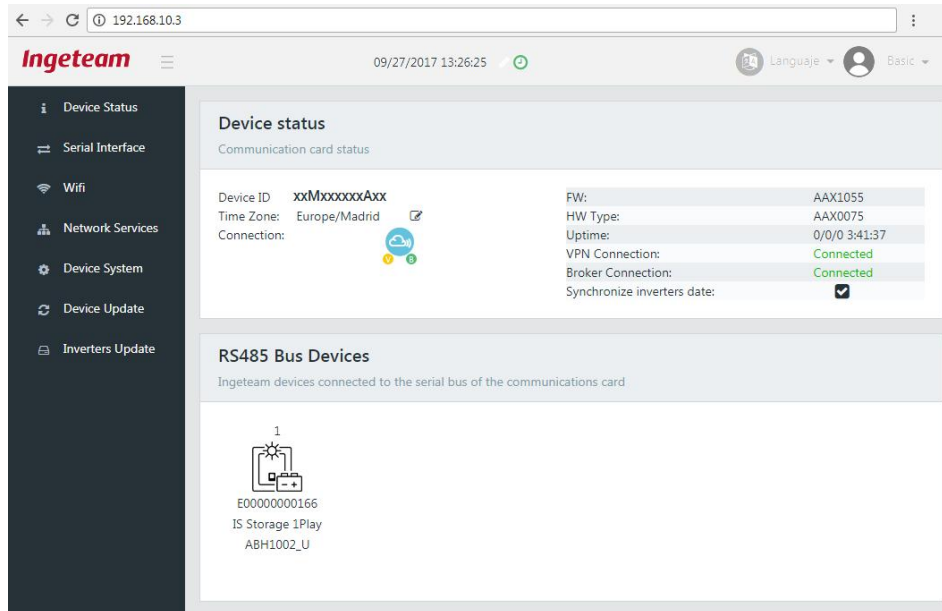 192.168.10.3
Ingeteam
09/27/2017 13:26:25
Languaje
Basic
Device Status
Serial Interface
Wifi
Network Services
Device System
Device Update
Inverters Update
Device status
Communication card status
Device ID xxMxxxxxxAxx
Time Zone: Europe/Madrid
Connection:
V B
FW: AAX1055
HW Type: AAX0075
Uptime: 0/0/0 3:41:37
VPN Connection: Connected
Broker Connection: Connected
Synchronize inverters date:
RS485 Bus Devices
Ingeteam devices connected to the serial bus of the communications card
1
E00000000166
IS Storage 1Play
ABH1002_U